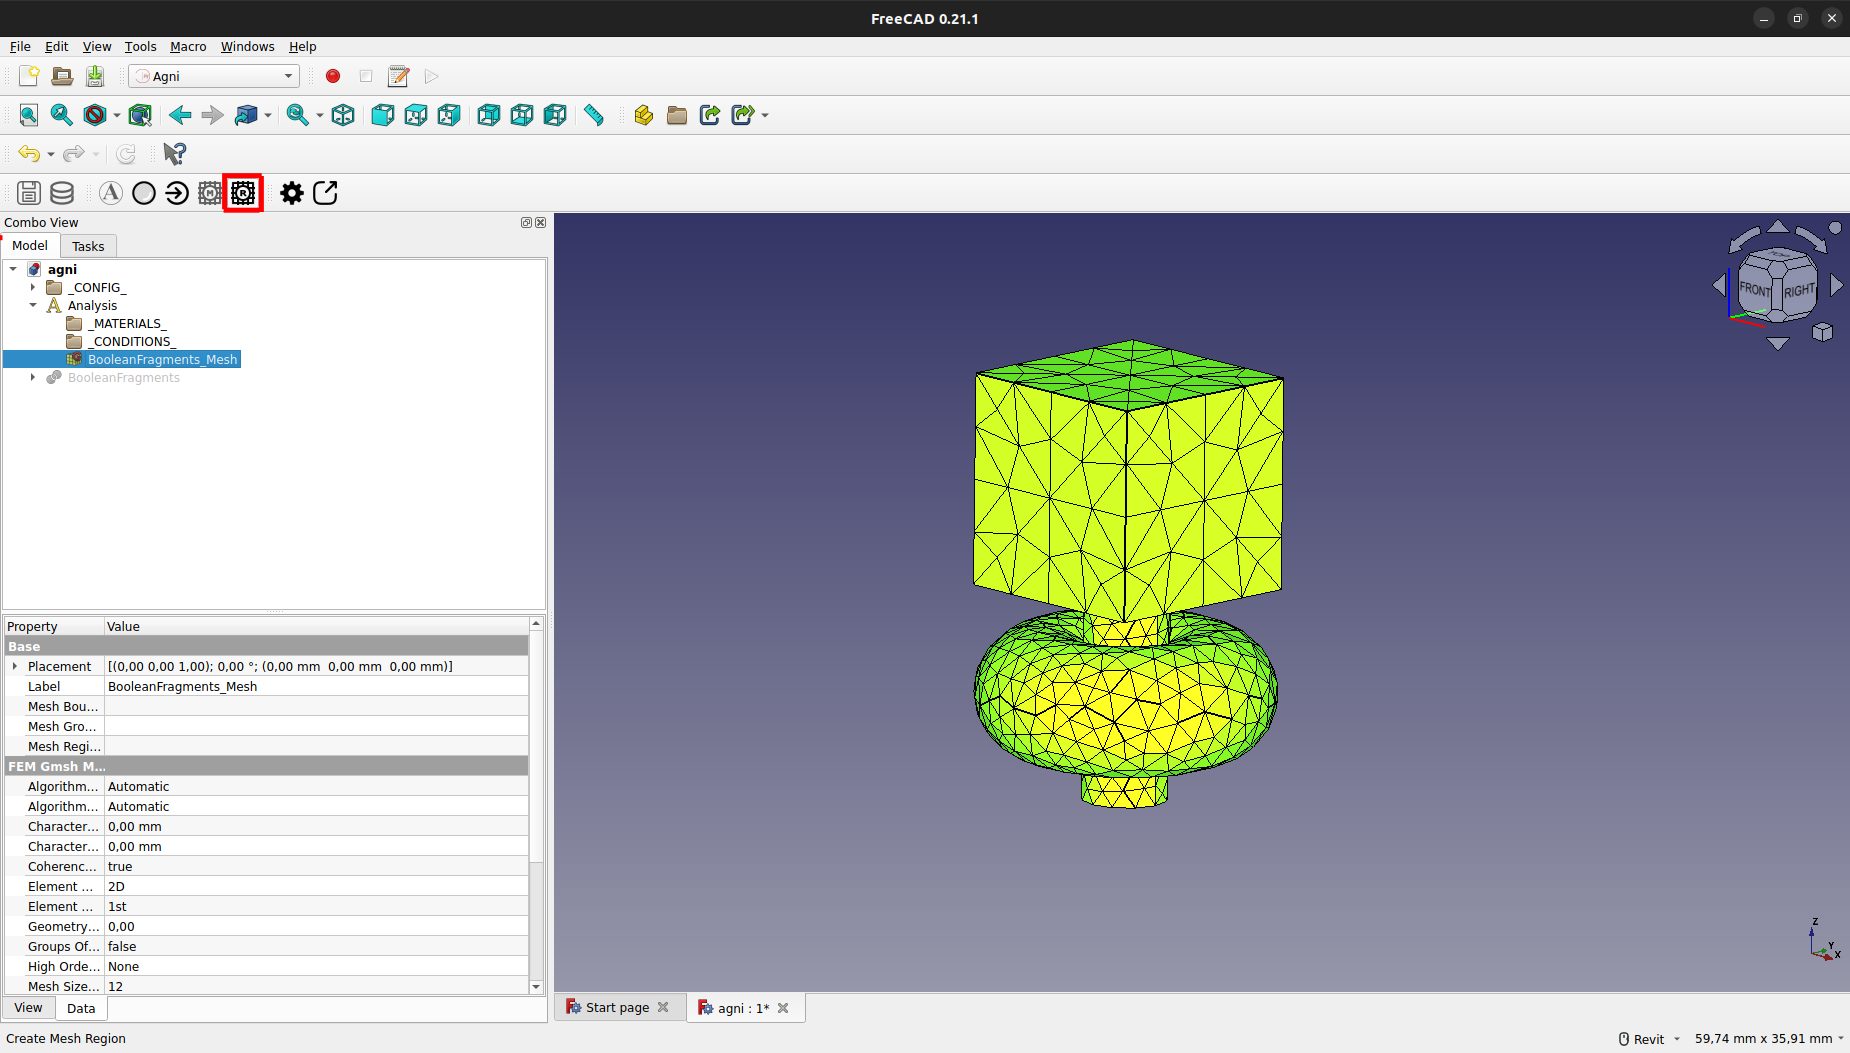 FreeCAD 0.21.1
File Edit View Tools Macro Windows Help
Agni
A M R
Combo View
Model Tasks
agni
_CONFIG_
Analysis
_MATERIALS_
_CONDITIONS_
BooleanFragments_Mesh
BooleanFragments
TOP
FRONT RIGHT
Property Value
Base
Placement [(0,00 0,00 1,00); 0,00 °; (0,00 mm 0,00 mm 0,00 mm)]
Label BooleanFragments_Mesh
Mesh Bou...
Mesh Gro...
Mesh Regi...
FEM Gmsh M...
Algorithm... Automatic
Algorithm... Automatic
Character... 0,00 mm
Character... 0,00 mm
Coherenc... true
Element ... 2D
Element ... 1st
Geometry... 0,00
Groups Of... false
High Orde... None
Mesh Size... 12
Z
Y
X
View Data
Start page agni : 1*
Create Mesh Region Revit 59,74 mm x 35,91 mm